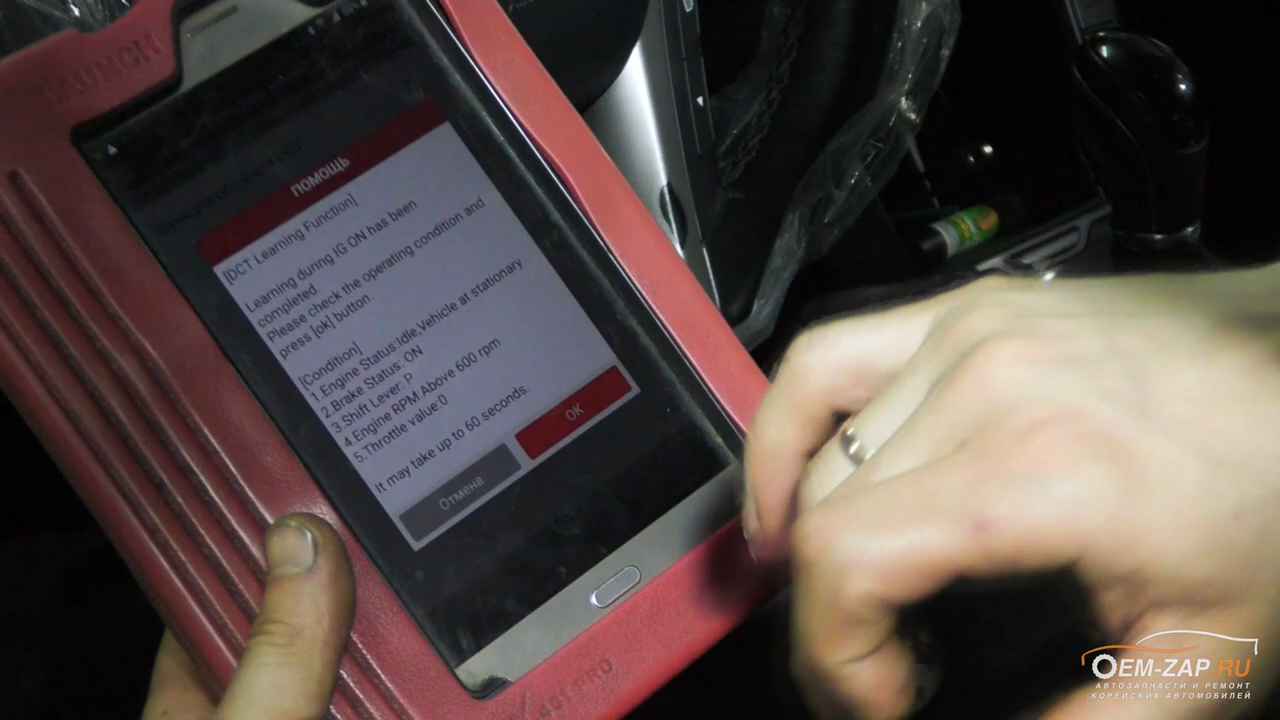 LAUNCH
ПОМОЩЬ
[DCT Learning Function]
Learning during IG ON has been
completed.
Please check the operating condition and
press [ok] button.
[Condition]
1.Engine Status:Idle,Vehicle at stationary
2.Brake Status: ON
3.Shift Lever: P
4.Engine RPM:Above 600 rpm
5.Throttle value:0
It may take up to 60 seconds.
Отмена
OK
PRO
OEM-ZAP.RU
АВТОЗАПЧАСТИ И РЕМОНТ
КОРЕЙСКИХ АВТОМОБИЛЕЙ